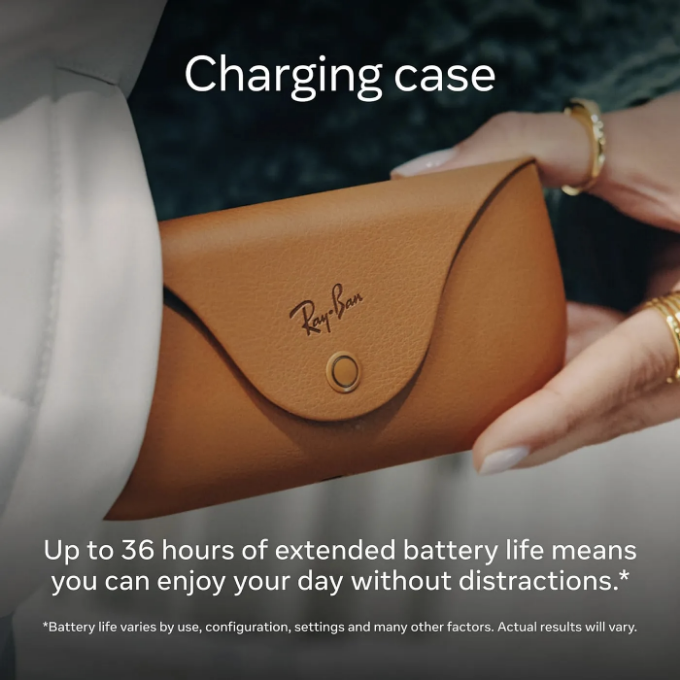 Charging case
Ray-Ban
Up to 36 hours of extended battery life means
you can enjoy your day without distractions.*
*Battery life varies by use, configuration, settings and many other factors. Actual results will vary.